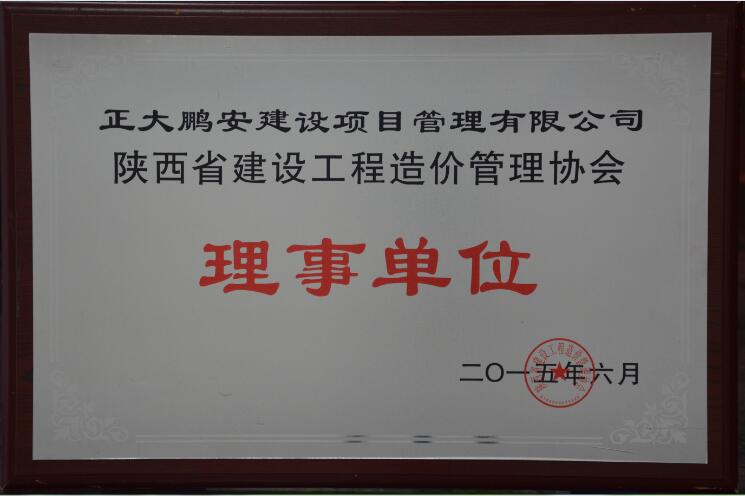 正大鹏安建设项目管理有限公司
陕西省建设工程造价管理协会
理事单位
二〇一五年六月